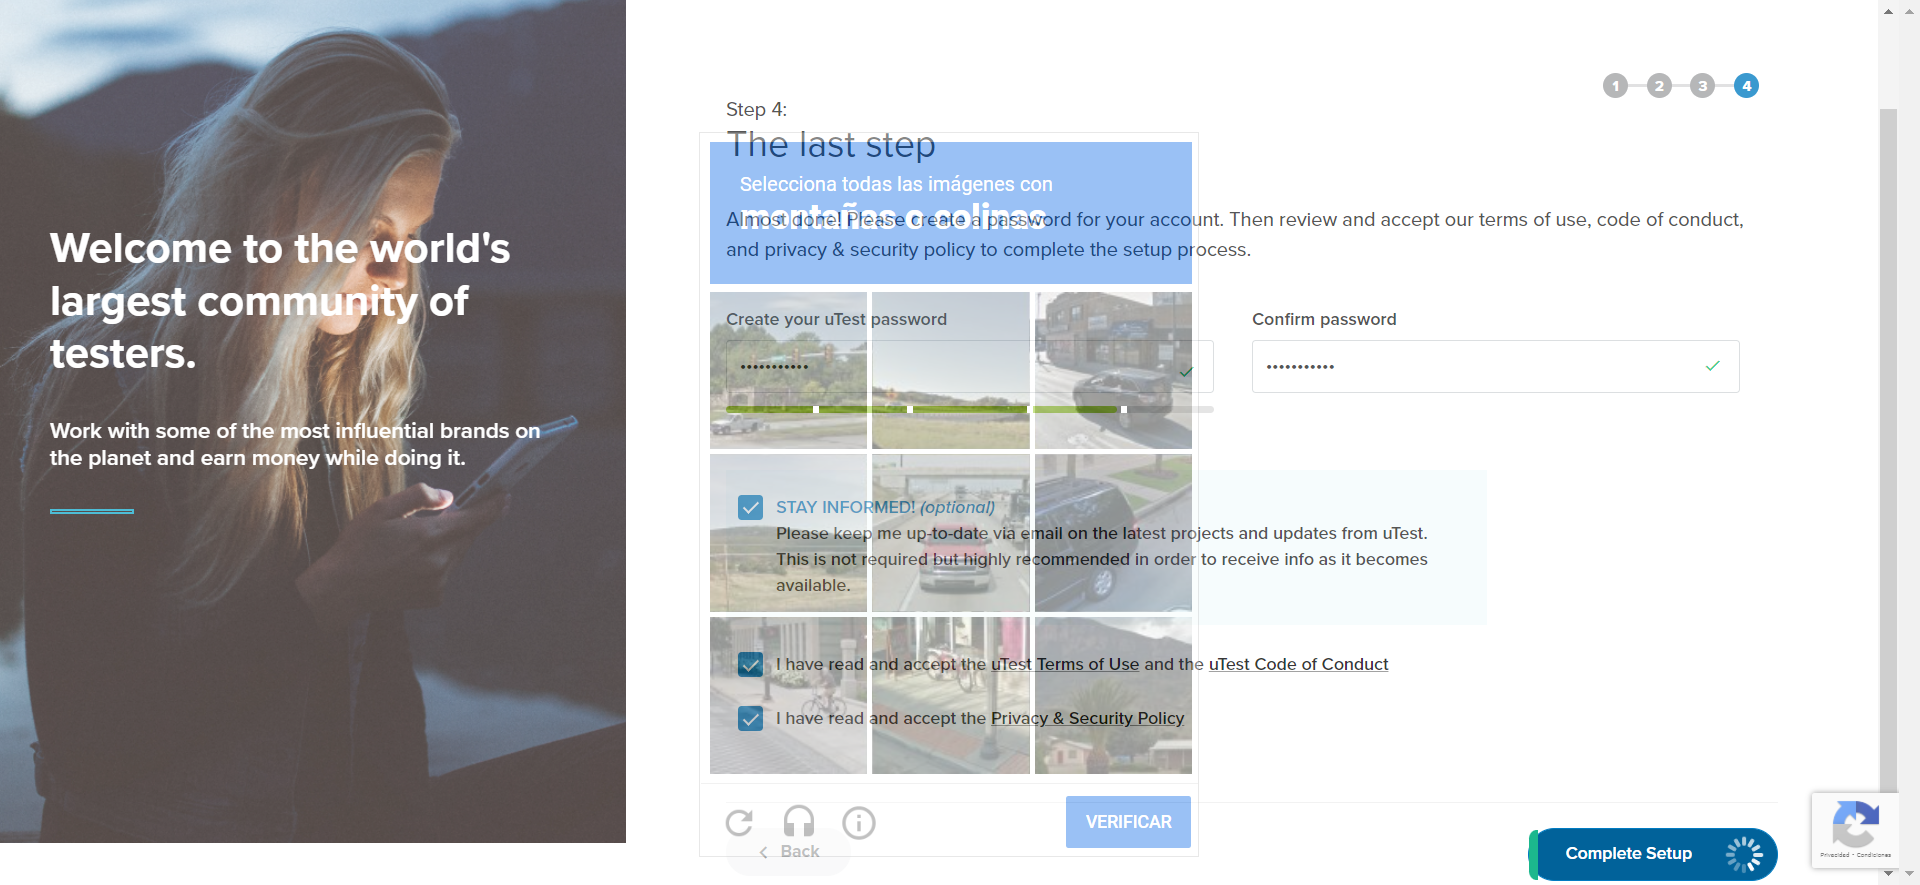 Welcome to the world's
largest community of
testers.
Work with some of the most influential brands on
the planet and earn money while doing it.
1 2 3 4
Step 4:
The last step
Selecciona todas las imágenes con
montañas o colinas
Almost done! Please create a password for your account. Then review and accept our terms of use, code of conduct,
and privacy & security policy to complete the setup process.
Create your uTest password
Confirm password
STAY INFORMED! (optional)
Please keep me up-to-date via email on the latest projects and updates from uTest.
This is not required but highly recommended in order to receive info as it becomes
available.
I have read and accept the uTest Terms of Use and the uTest Code of Conduct
I have read and accept the Privacy & Security Policy
VERIFICAR
Back
Complete Setup
Privacidad - Condiciones